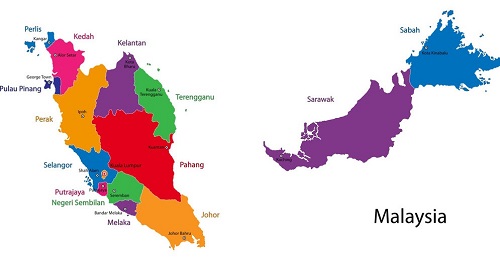 Perlis
Kangar
Kedah
Alor Setar
Kelantan
Kota Bharu
George Town
Pulau Pinang
Kuala
Terengganu
Terengganu
Perak
Ipoh
Kuantan
Pahang
Selangor
Shah Alam
Kuala Lumpur
Putrajaya
Putrajaya
Negeri Sembilan
Seremban
Bandar Melaka
Melaka
Johor
Johor Bahru
Sabah
Kota Kinabalu
Sarawak
Kuching
Malaysia